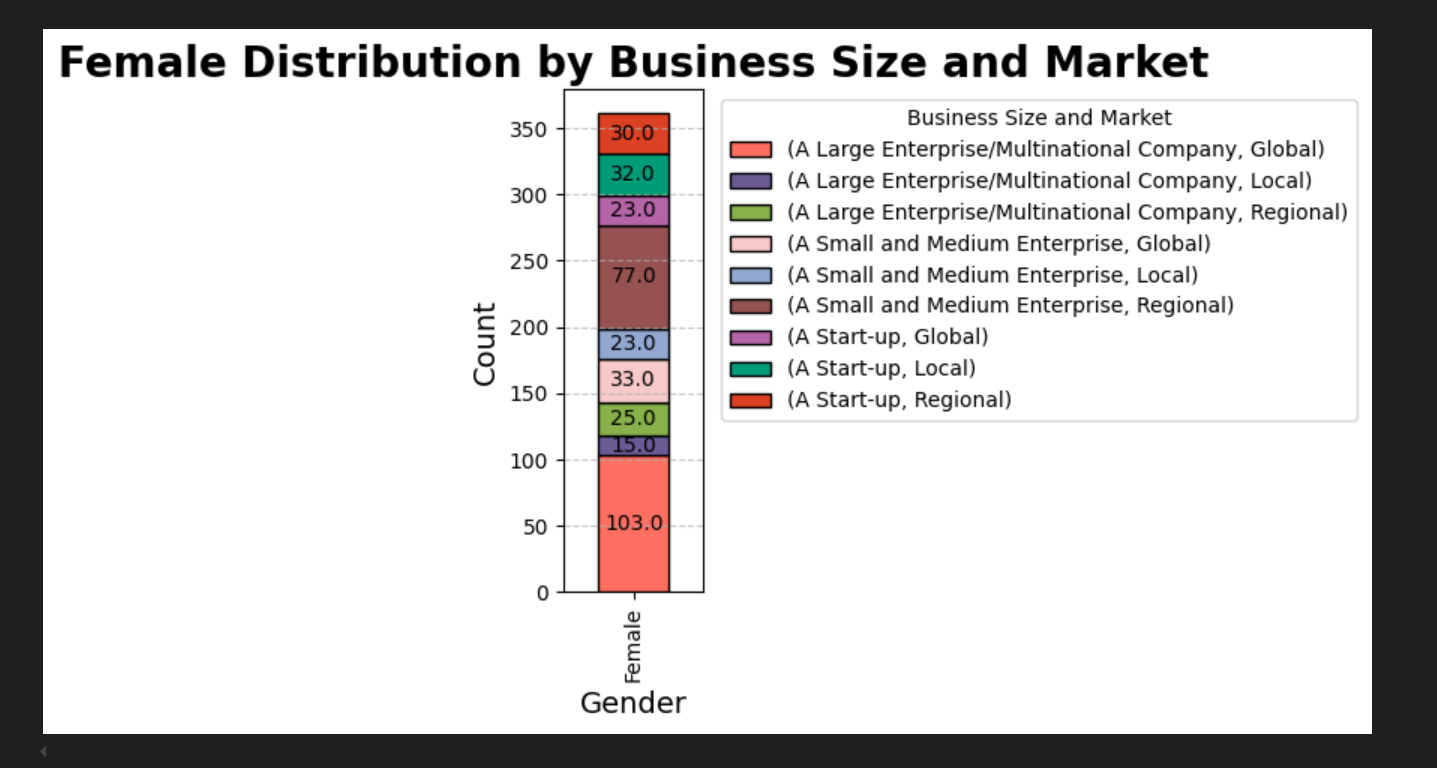 Female Distribution by Business Size and Market
350
300
250
200
150
100
50
0
Count
30.0
32.0
23.0
77.0
23.0
33.0
25.0
15.0
103.0
Female
Gender
Business Size and Market
(A Large Enterprise/Multinational Company, Global)
(A Large Enterprise/Multinational Company, Local)
(A Large Enterprise/Multinational Company, Regional)
(A Small and Medium Enterprise, Global)
(A Small and Medium Enterprise, Local)
(A Small and Medium Enterprise, Regional)
(A Start-up, Global)
(A Start-up, Local)
(A Start-up, Regional)